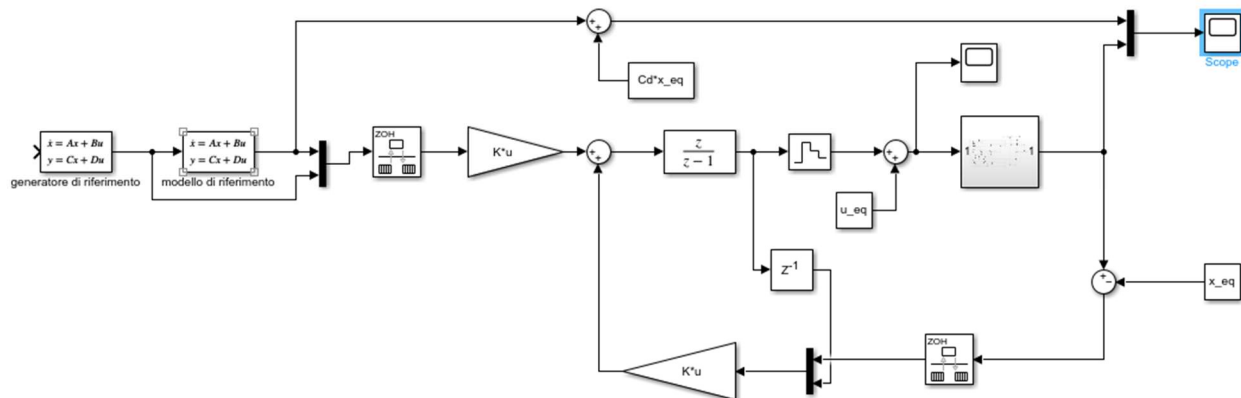 Scope
Cd*x_eq
ẋ = Ax + Bu
y = Cx + Du
generatore di riferimento
ẋ = Ax + Bu
y = Cx + Du
modello di riferimento
ZOH
K*u
z
z − 1
1
1
u_eq
Z-1
x_eq
ZOH
K*u